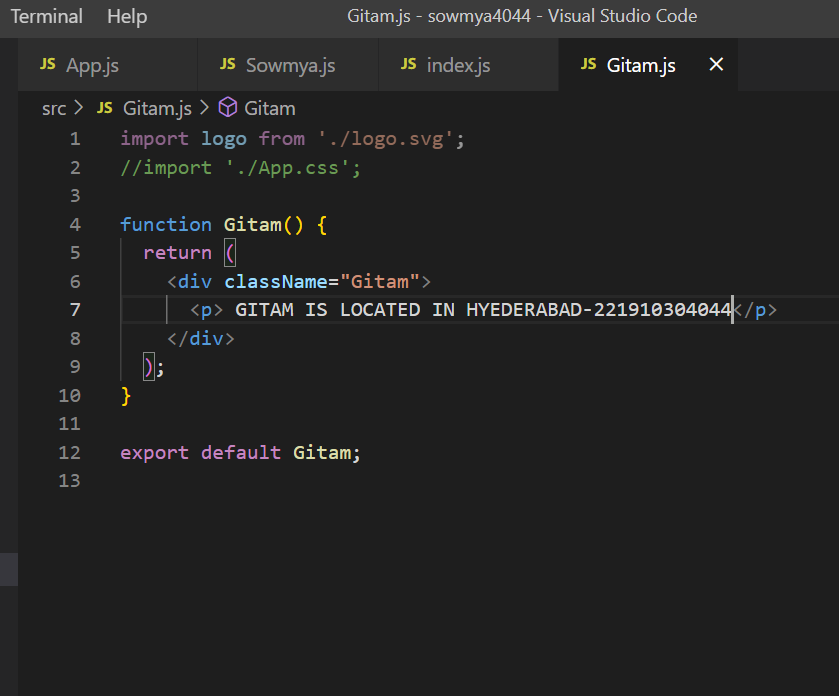 Terminal Help Gitam.js - sowmya4044 - Visual Studio Code
JS App.js JS Sowmya.js JS index.js JS Gitam.js ×
src > JS Gitam.js > Gitam
1 import logo from './logo.svg';
2 //import './App.css';
3
4 function Gitam() {
5 return (
6 <div className="Gitam">
7 <p> GITAM IS LOCATED IN HYEDERABAD-221910304044</p>
8 </div>
9 );
10 }
11
12 export default Gitam;
13